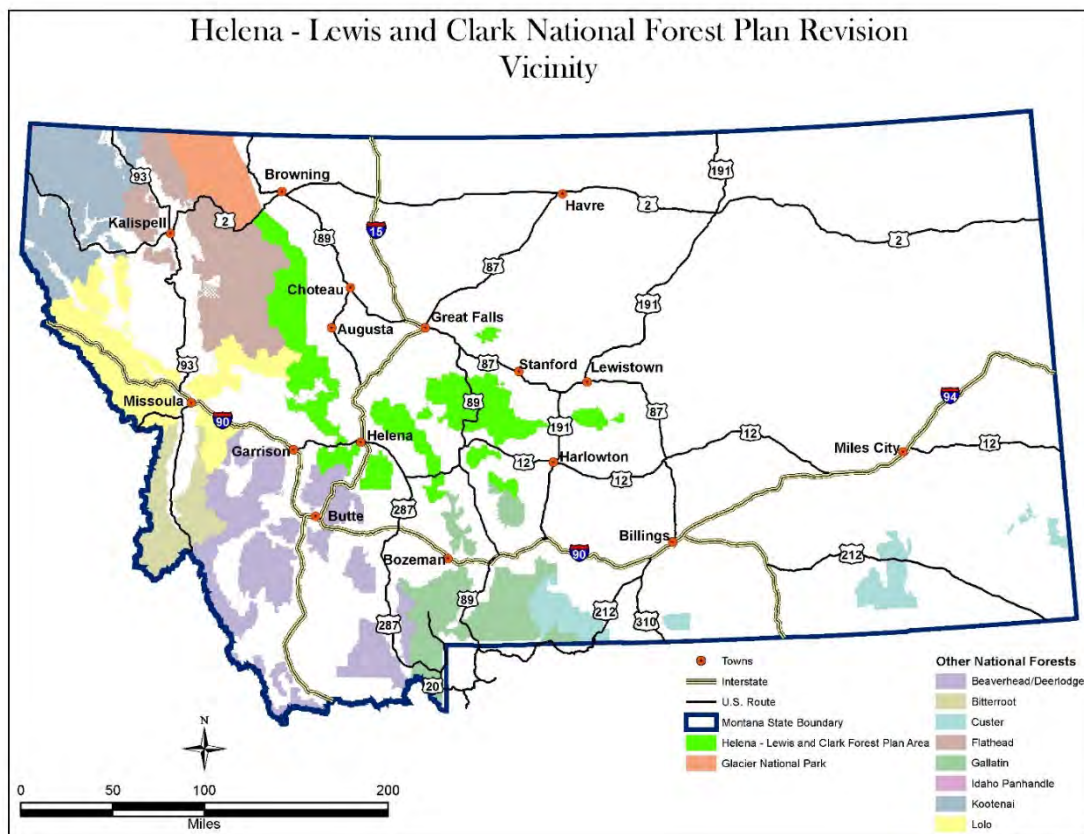 Helena - Lewis and Clark National Forest Plan Revision
Vicinity
93
Browning
191
Kalispell
2
Havre
2
15
89
2
87
Choteau
191
Augusta
Great Falls
93
87
Stanford
Lewistown
89
Missoula
90
191
87
94
Garrison
Helena
12
Harlowton
12
12
Miles City
12
287
Butte
Billings
Bozeman
90
212
89
212
310
287
20
Towns
Interstate
U.S. Route
Montana State Boundary
Helena - Lewis and Clark Forest Plan Area
Glacier National Park
Other National Forests
Beaverhead/Deerlodge
Bitterroot
Custer
Flathead
Gallatin
Idaho Panhandle
Kootenai
Lolo
N
0 50 100 200
Miles